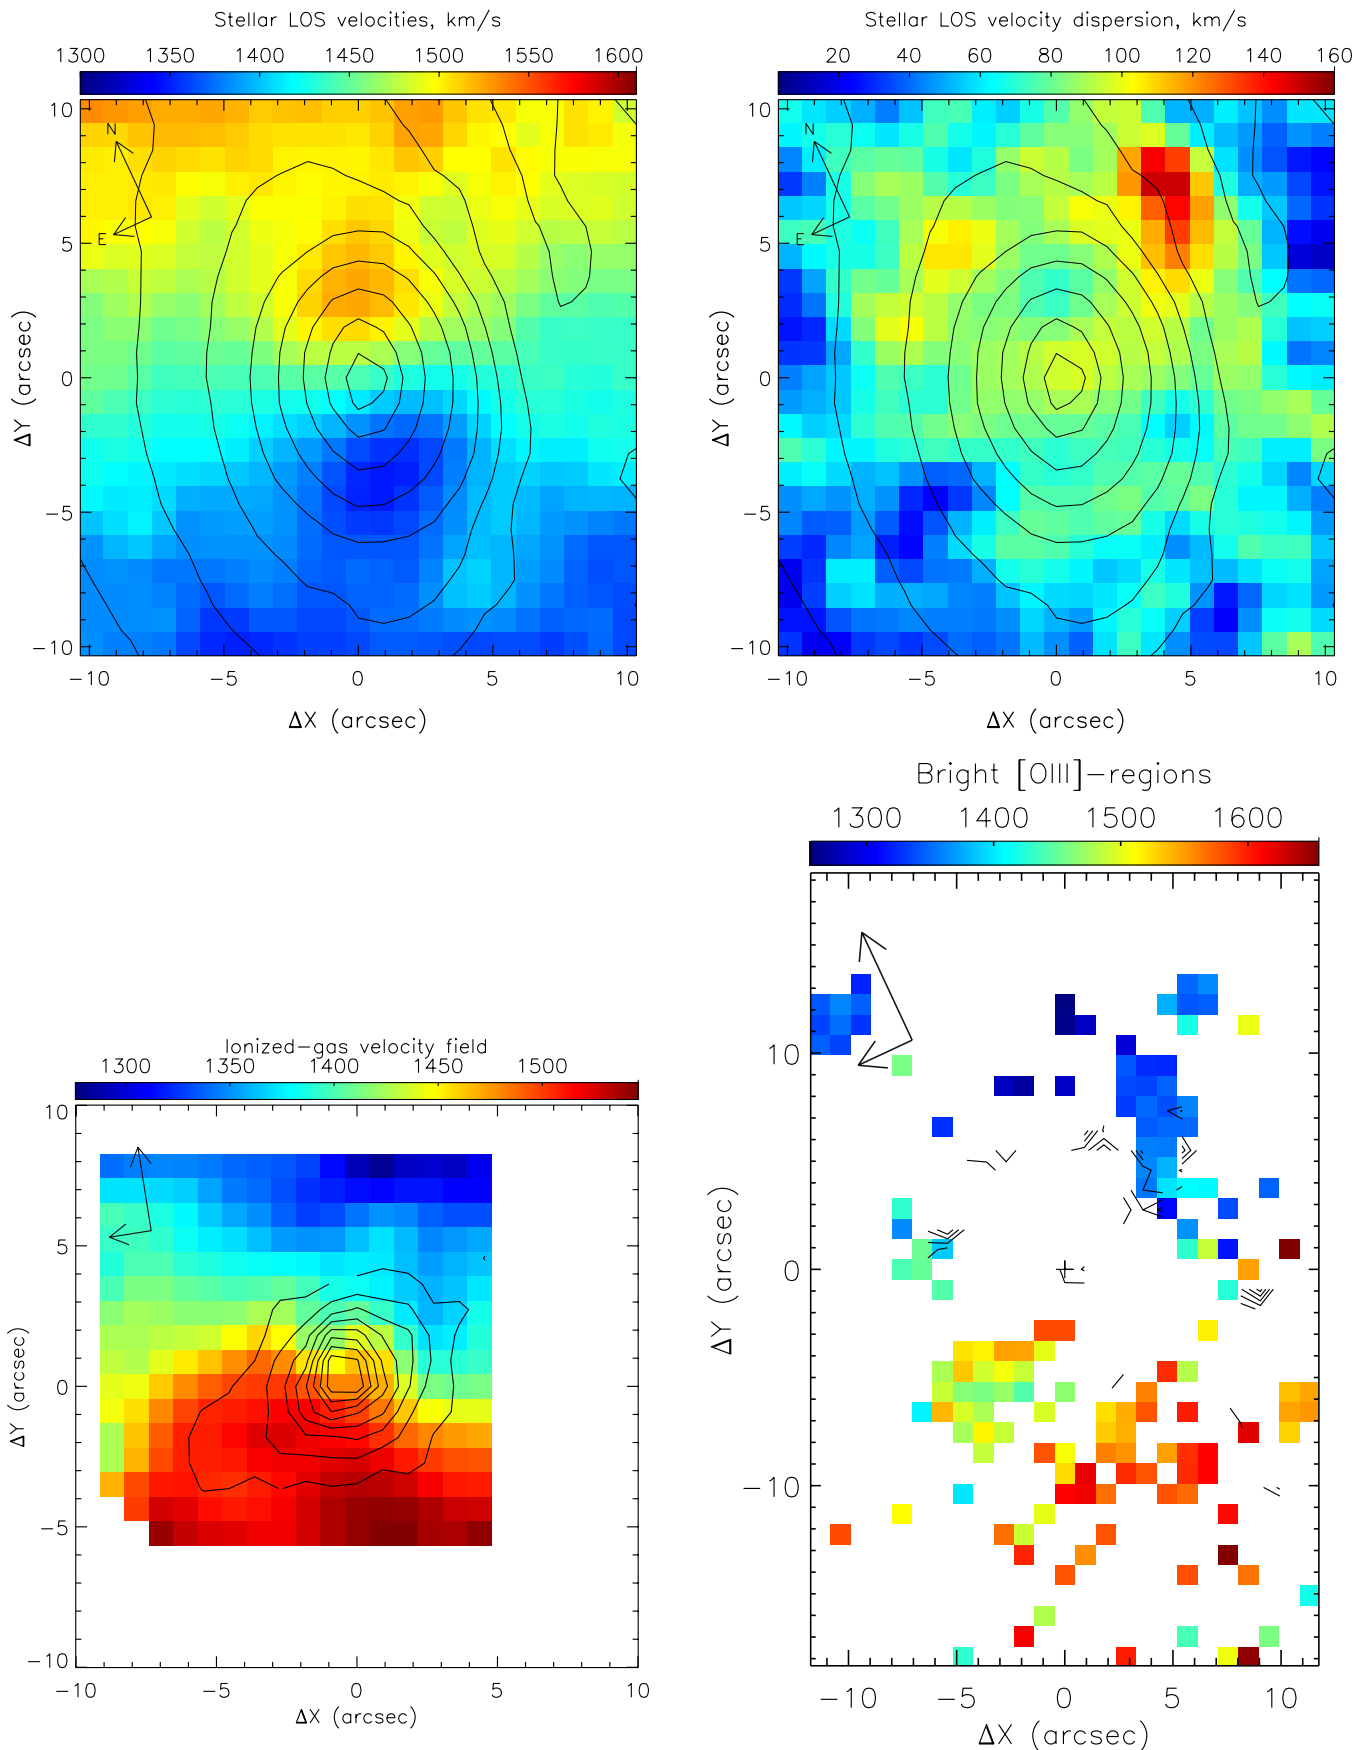 Stellar LOS velocities, km/s
1300 1350 1400 1450 1500 1550 1600
10
N
5
E
0
−5
−10
−10 −5 0 5 10
ΔY (arcsec)
ΔX (arcsec)
Stellar LOS velocity dispersion, km/s
20 40 60 80 100 120 140 160
10
N
5
E
0
−5
−10
−10 −5 0 5 10
ΔY (arcsec)
ΔX (arcsec)
Ionized−gas velocity field
1300 1350 1400 1450 1500
10
5
0
−5
−10
−10 −5 0 5 10
ΔY (arcsec)
ΔX (arcsec)
Bright [OIII]−regions
1300 1400 1500 1600
10
0
−10
−10 −5 0 5 10
ΔY (arcsec)
ΔX (arcsec)